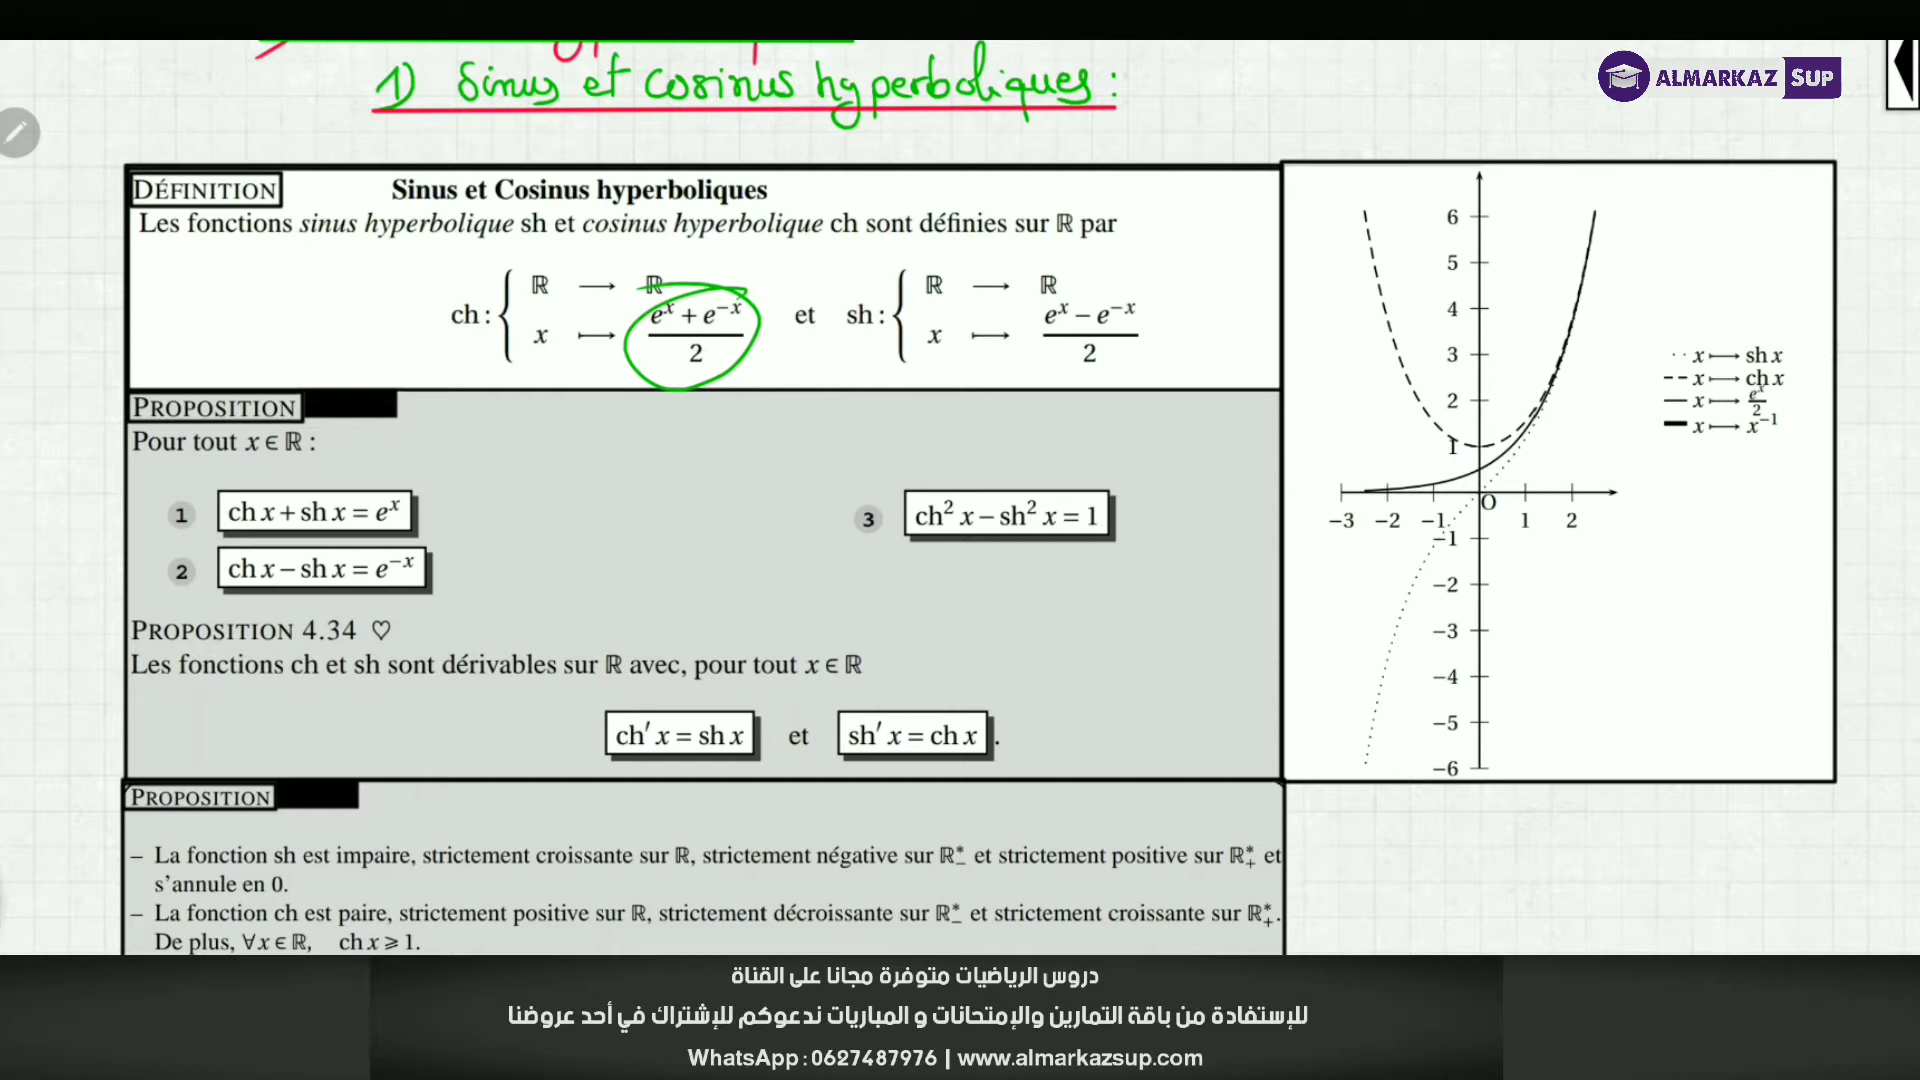 1) Sinus et cosinus hyperboliques :
ALMARKAZ SUP
DÉFINITION Sinus et Cosinus hyperboliques
Les fonctions sinus hyperbolique sh et cosinus hyperbolique ch sont définies sur ℝ par
ch : { ℝ ⟶ ℝ
x ⟼ (e^x + e^−x)/2
et sh : { ℝ ⟶ ℝ
x ⟼ (e^x − e^−x)/2
PROPOSITION
Pour tout x ∈ ℝ :
1 ch x + sh x = e^x
2 ch x − sh x = e^−x
3 ch² x − sh² x = 1
PROPOSITION 4.34 ♡
Les fonctions ch et sh sont dérivables sur ℝ avec, pour tout x ∈ ℝ
ch′ x = sh x et sh′ x = ch x .
PROPOSITION
– La fonction sh est impaire, strictement croissante sur ℝ, strictement négative sur ℝ*₋ et strictement positive sur ℝ*₊ et
s'annule en 0.
– La fonction ch est paire, strictement positive sur ℝ, strictement décroissante sur ℝ*₋ et strictement croissante sur ℝ*₊.
De plus, ∀x ∈ ℝ, ch x ⩾ 1.
6
5
4
3
2
1
O
−3 −2 −1 1 2
−1
−2
−3
−4
−5
−6
x ⟼ sh x
x ⟼ ch x
x ⟼ e^x/2
x ⟼ x^−1
دروس الرياضيات متوفرة مجانا على القناة
للإستفادة من باقة التمارين والإمتحانات و المباريات ندعوكم للإشتراك في أحد عروضنا
WhatsApp : 0627487976 | www.almarkazsup.com